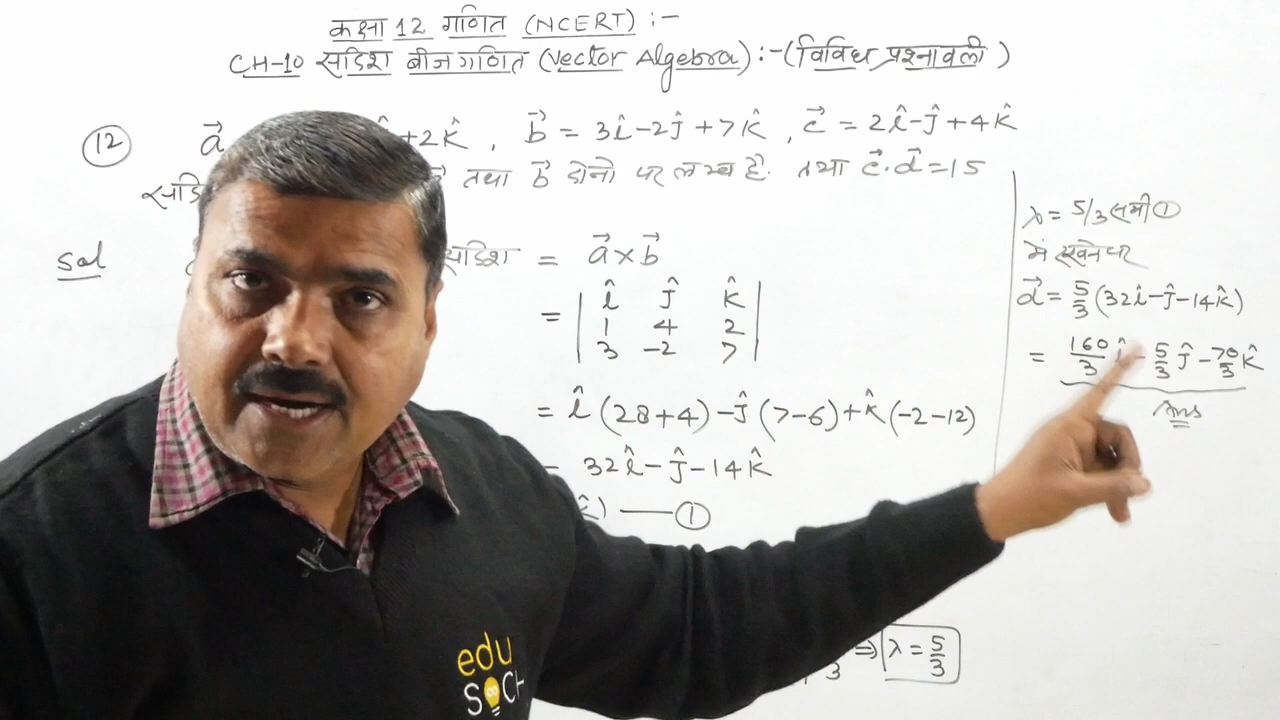 कक्षा 12 गणित (NCERT) :-
CH-10 सदिश बीजगणित (Vector Algebra) :- (विविध प्रश्नावली)
(12) a⃗ +2k̂ , b⃗ = 3î-2ĵ+7k̂ , c⃗ = 2î-ĵ+4k̂
तथा b⃗ दोनो पर लम्ब है. तथा c⃗.d⃗=15
Sol सदिश = a⃗×b⃗
= | î ĵ k̂ |
| 1 4 2 |
| 3 -2 7 |
= î(28+4)-ĵ(7-6)+k̂(-2-12)
= 32î-ĵ-14k̂
) —— ①
3 ⇒ λ = 5/3
λ = 5/3 समी ①
में रखने पर
d⃗ = 5/3(32î-ĵ-14k̂)
= 160/3 î - 5/3 ĵ - 70/3 k̂
Ans
edu